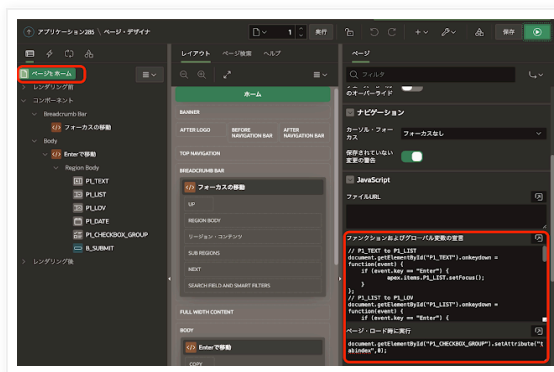 アプリケーション285 \ ページ・デザイナ
1
実行
保存
レイアウト ページ検索 ヘルプ
ページ
ページ1: ホーム
フィルタ
レンダリング前
コンポーネント
Breadcrumb Bar
フォーカスの移動
Body
Enterで移動
Region Body
P1_TEXT
P1_LIST
P1_LOV
P1_DATE
P1_CHECKBOX_GROUP
B_SUBMIT
レンダリング後
ホーム
BANNER
AFTER LOGO
BEFORE NAVIGATION BAR
AFTER NAVIGATION BAR
TOP NAVIGATION
BREADCRUMB BAR
フォーカスの移動
UP
REGION BODY
リージョン・コンテンツ
SUB REGIONS
NEXT
SEARCH FIELD AND SMART FILTERS
FULL WIDTH CONTENT
BODY
Enterで移動
COPY
のオーバーライド
ナビゲーション
カーソル・フォーカス
フォーカスなし
保存されていない変更の警告
JavaScript
ファイルURL
ファンクションおよびグローバル変数の宣言
// P1_TEXT to P1_LIST
document.getElementById("P1_TEXT").onkeydown =
function(event) {
if (event.key == "Enter") {
apex.items.P1_LIST.setFocus();
}
};
// P1_LIST to P1_LOV
document.getElementById("P1_LIST").onkeydown =
function(event) {
if (event.key == "Enter") {
ページ・ロード時に実行
document.getElementById("P1_CHECKBOX_GROUP").setAttribute("t
abindex",0);